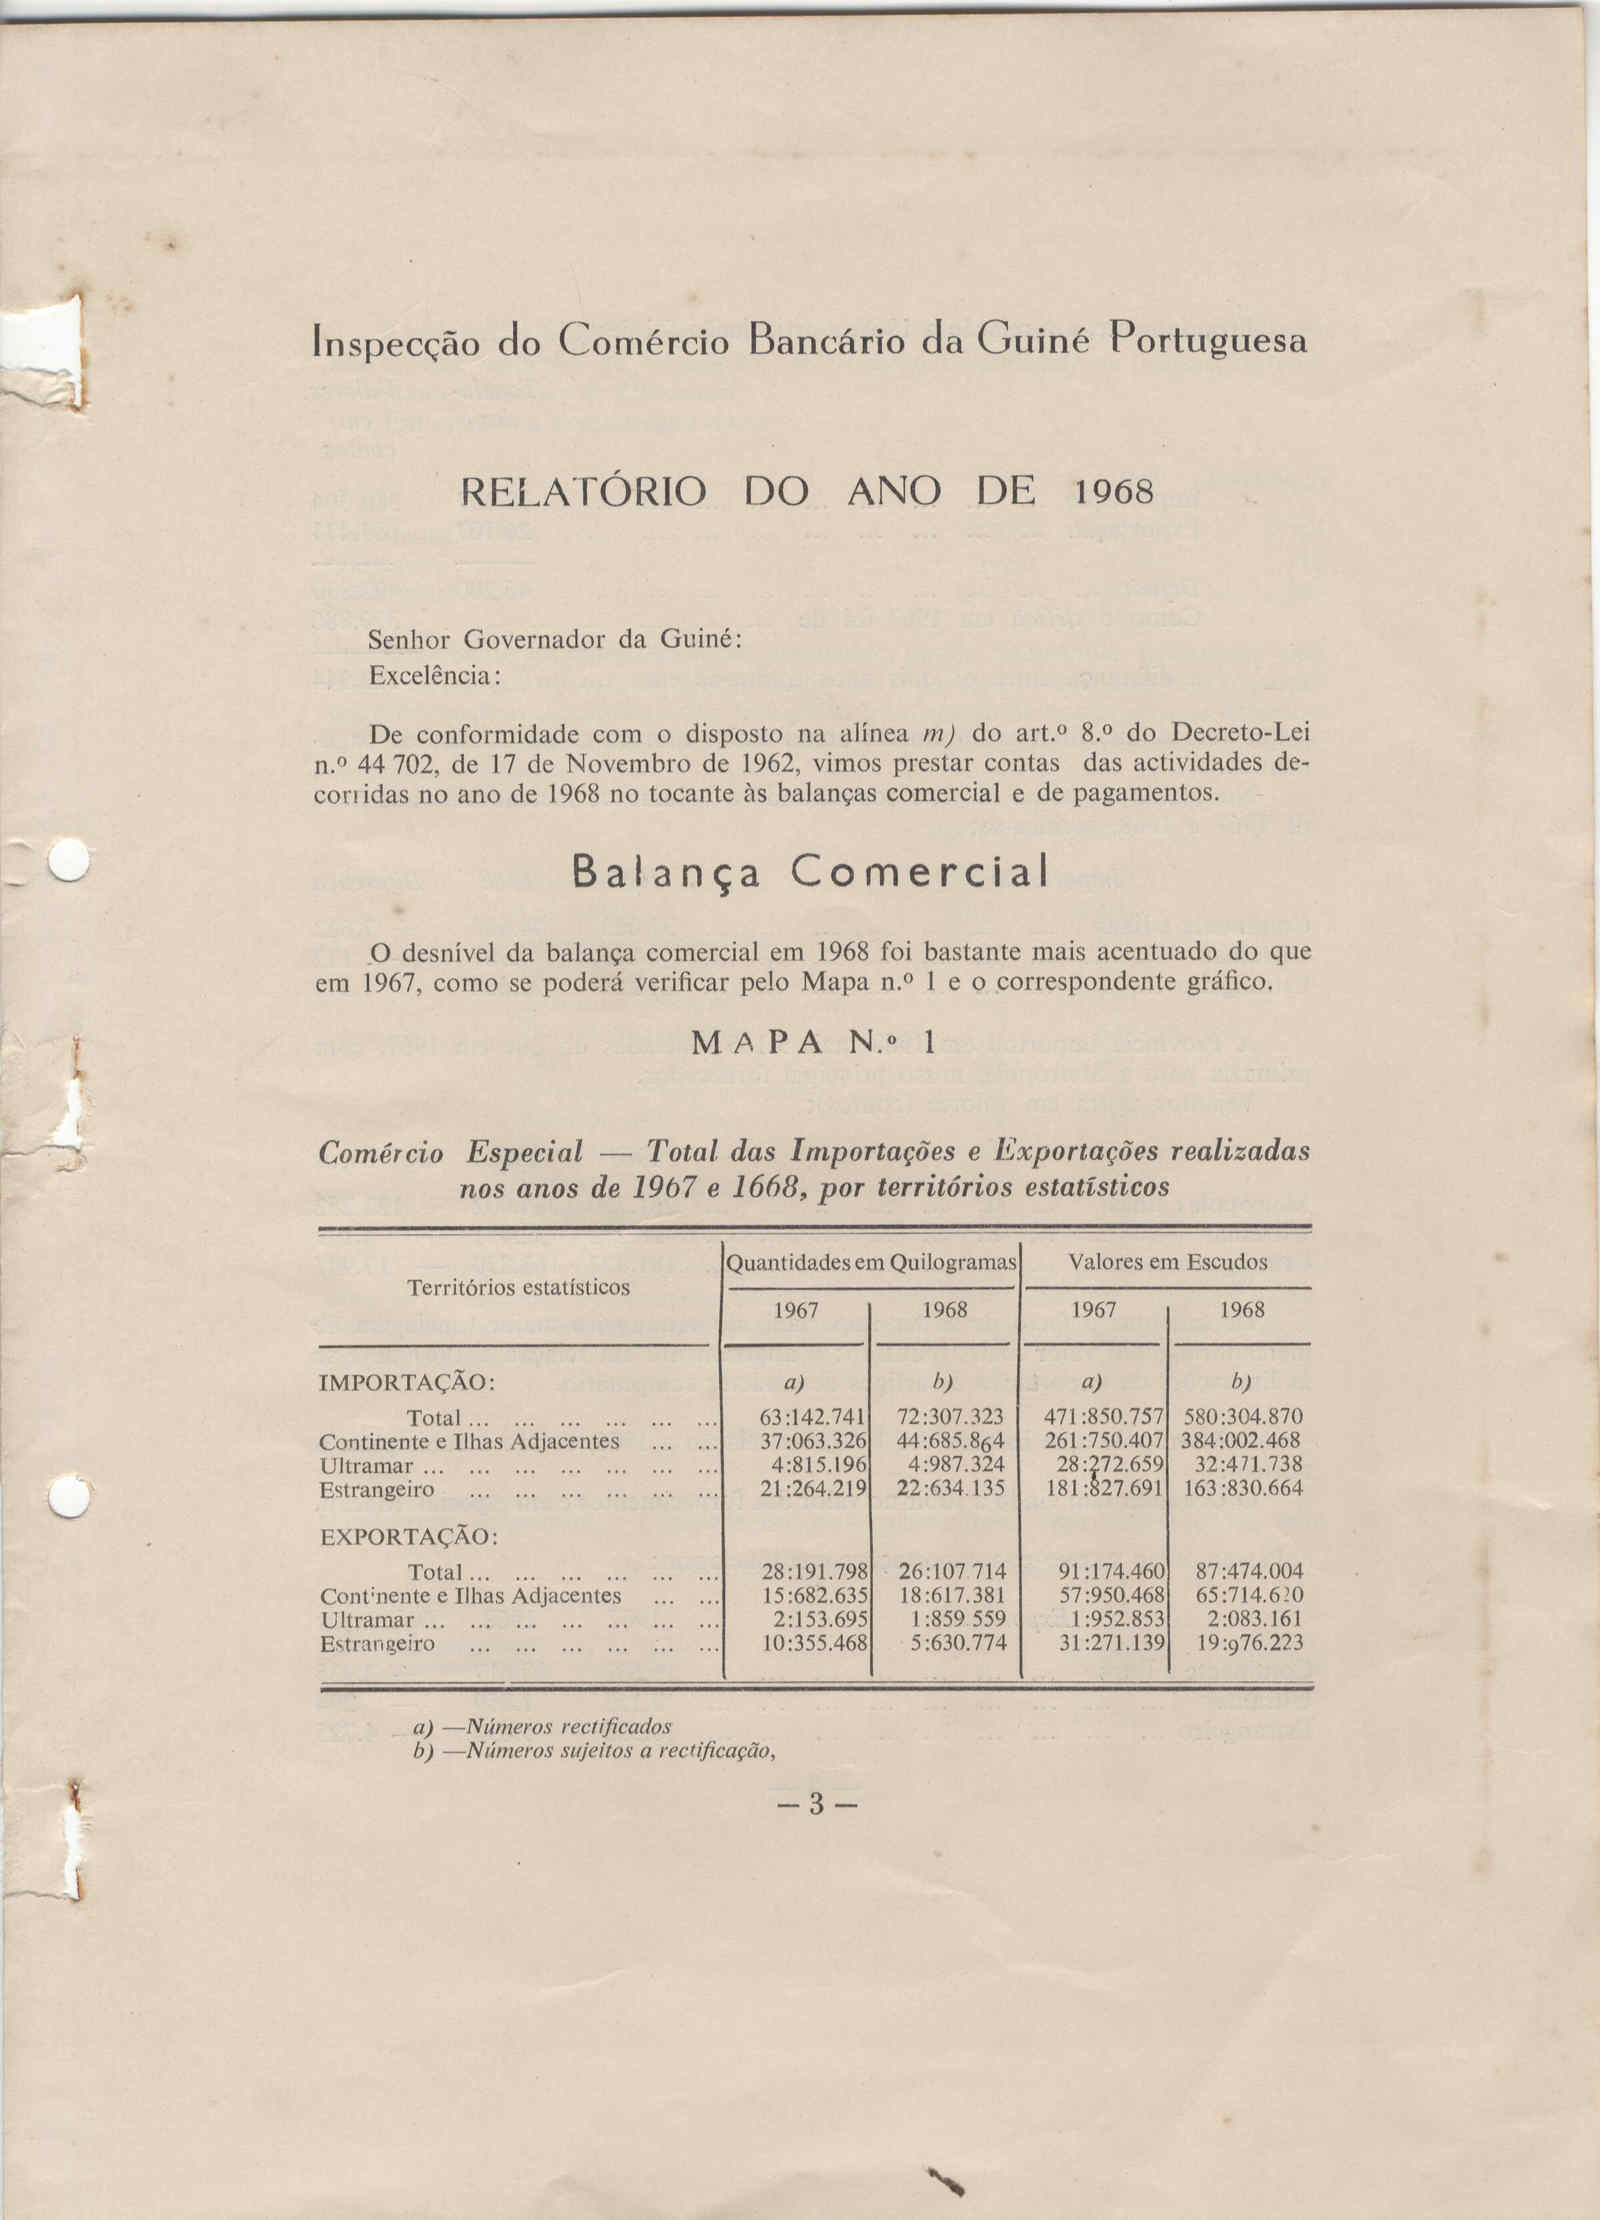 Inspecção do Comércio Bancário da Guiné Portuguesa
RELATÓRIO DO ANO DE 1968
Senhor Governador da Guiné:
Excelência:
De conformidade com o disposto na alínea m) do art.º 8.º do Decreto-Lei
n.º 44 702, de 17 de Novembro de 1962, vimos prestar contas das actividades de-
corridas no ano de 1968 no tocante às balanças comercial e de pagamentos.
Balança Comercial
O desnível da balança comercial em 1968 foi bastante mais acentuado do que
em 1967, como se poderá verificar pelo Mapa n.º 1 e o correspondente gráfico.
MAPA N.º 1
Comércio Especial — Total das Importações e Exportações realizadas
nos anos de 1967 e 1668, por territórios estatísticos
Territórios estatísticos Quantidades em Quilogramas Valores em Escudos
1967 1968 1967 1968
IMPORTAÇÃO: a) b) a) b)
Total ... ... ... ... ... ... 63:142.741 72:307.323 471:850.757 580:304.870
Continente e Ilhas Adjacentes ... ... 37:063.326 44:685.864 261:750.407 384:002.468
Ultramar ... ... ... ... ... ... ... 4:815.196 4:987.324 28:272.659 32:471.738
Estrangeiro ... ... ... ... ... ... 21:264.219 22:634.135 181:827.691 163:830.664
EXPORTAÇÃO:
Total ... ... ... ... ... ... 28:191.798 26:107.714 91:174.460 87:474.004
Continente e Ilhas Adjacentes ... ... 15:682.635 18:617.381 57:950.468 65:714.620
Ultramar ... ... ... ... ... ... ... 2:153.695 1:859.559 1:952.853 2:083.161
Estrangeiro ... ... ... ... ... ... 10:355.468 5:630.774 31:271.139 19:976.223
a) —Números rectificados
b) —Números sujeitos a rectificação,
— 3 —